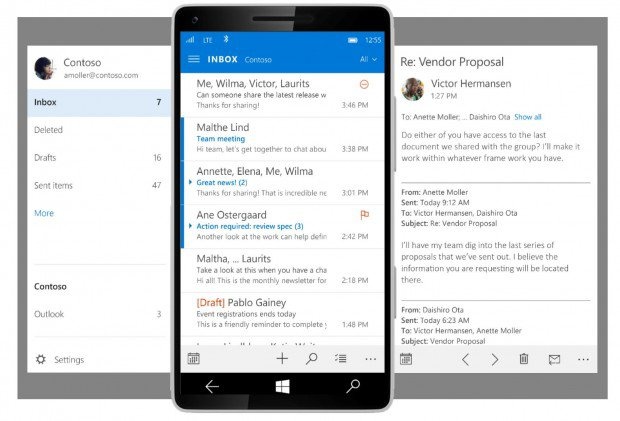 Contoso
amoller@contoso.com
Inbox 7
Deleted
Drafts 16
Sent items 47
More
Contoso
Outlook 3
Settings
LTE 12:55
INBOX Contoso All
Me, Wilma, Victor, Laurits
Can someone share the latest release w
Thanks for sharing! 3:46 PM
Malthe Lind
Team meeting
Hi team, let's get together to chat about 3:38 PM
Annette, Elena, Me, Wilma
Great news! (2)
Thanks for sharing! That is incredible ne 3:01 PM
Ane Ostergaard
Action required: review spec (3)
Another look at the work can help defin 2:42 PM
Maltha, ... Laurits
Take a look at this when you have a cha
Hi all! This is the monthly newsletter for 2:18 PM
[Draft] Pablo Gainey
Event registrations ends today
This is a friendly reminder to complete y 1:48 PM
Re: Vendor Proposal
Victor Hermansen
1:27 PM
To: Anette Moller; ... Daishiro Ota Show all
Do either of you have access to the last
document we shared with the group? I'll make it
work within whatever frame work you have.
From: Anette Moller
Sent: Today 9:12 AM
To: Victor Hermansen, Daishiro Ota
Subject: Re: Vendor Proposal
I'll have my team dig into the last series of
proposals that we've sent out. I believe the
information you are requesting will be located
there.
From: Daishiro Ota
Sent: Today 6:23 AM
To: Victor Hermansen, Anette Moller
Subject: Vendor Proposal